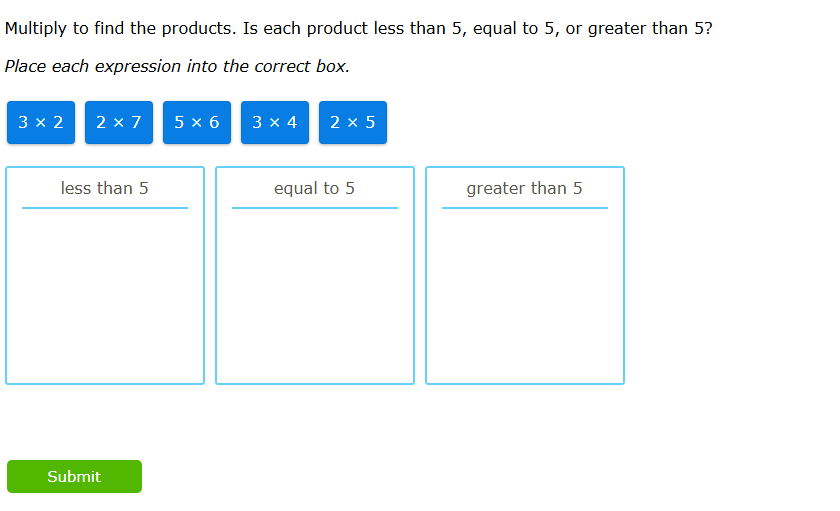 Multiply to find the products. Is each product less than 5, equal to 5, or greater than 5?
Place each expression into the correct box.
3 × 2 2 × 7 5 × 6 3 × 4 2 × 5
less than 5 equal to 5 greater than 5
Submit